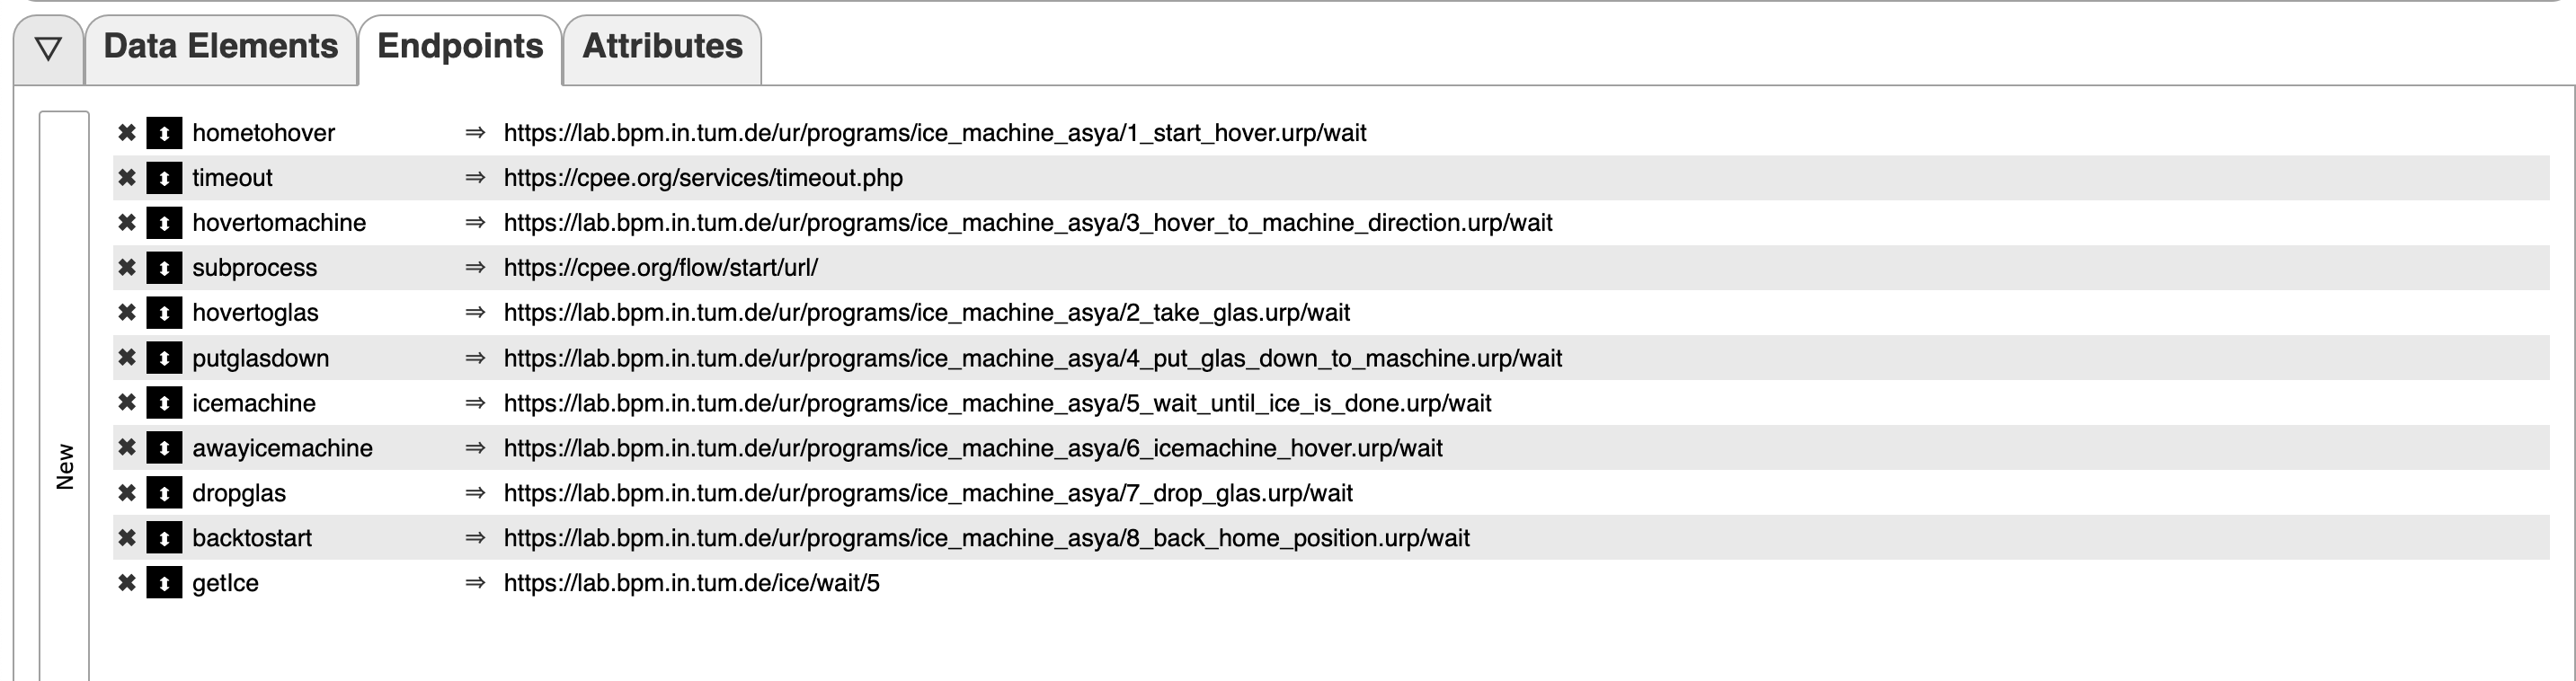 ▽ Data Elements Endpoints Attributes
New
✖ ⬍ hometohover ⇒ https://lab.bpm.in.tum.de/ur/programs/ice_machine_asya/1_start_hover.urp/wait
✖ ⬍ timeout ⇒ https://cpee.org/services/timeout.php
✖ ⬍ hovertomachine ⇒ https://lab.bpm.in.tum.de/ur/programs/ice_machine_asya/3_hover_to_machine_direction.urp/wait
✖ ⬍ subprocess ⇒ https://cpee.org/flow/start/url/
✖ ⬍ hovertoglas ⇒ https://lab.bpm.in.tum.de/ur/programs/ice_machine_asya/2_take_glas.urp/wait
✖ ⬍ putglasdown ⇒ https://lab.bpm.in.tum.de/ur/programs/ice_machine_asya/4_put_glas_down_to_maschine.urp/wait
✖ ⬍ icemachine ⇒ https://lab.bpm.in.tum.de/ur/programs/ice_machine_asya/5_wait_until_ice_is_done.urp/wait
✖ ⬍ awayicemachine ⇒ https://lab.bpm.in.tum.de/ur/programs/ice_machine_asya/6_icemachine_hover.urp/wait
✖ ⬍ dropglas ⇒ https://lab.bpm.in.tum.de/ur/programs/ice_machine_asya/7_drop_glas.urp/wait
✖ ⬍ backtostart ⇒ https://lab.bpm.in.tum.de/ur/programs/ice_machine_asya/8_back_home_position.urp/wait
✖ ⬍ getIce ⇒ https://lab.bpm.in.tum.de/ice/wait/5